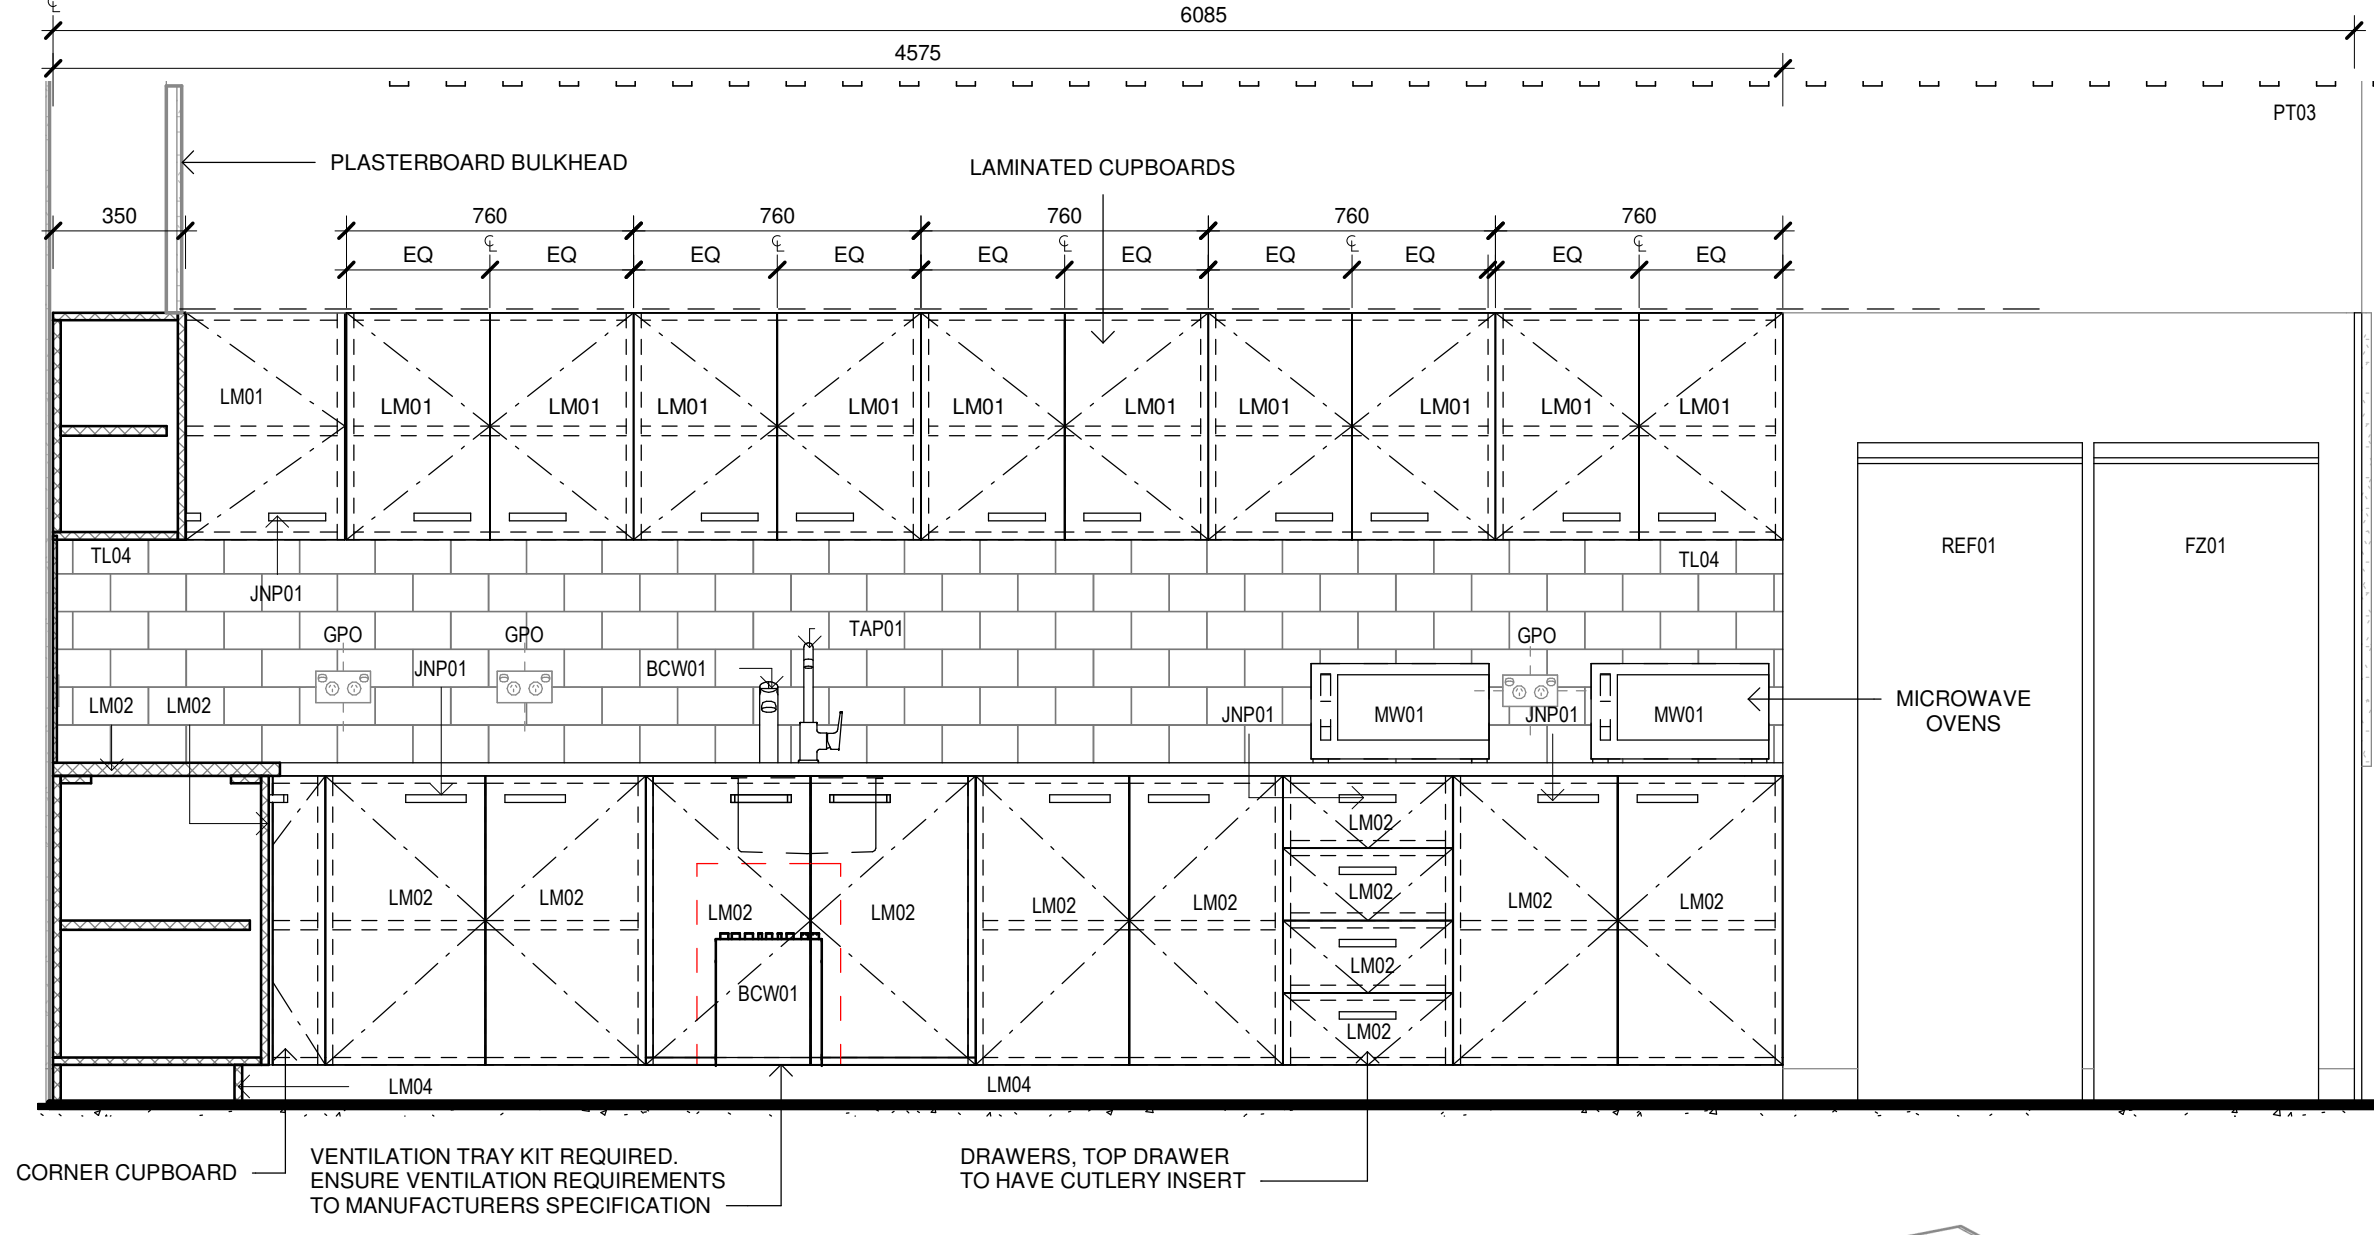 6085
4575
PT03
PLASTERBOARD BULKHEAD
LAMINATED CUPBOARDS
350
760
760
760
760
760
EQ
EQ
EQ
EQ
EQ
EQ
EQ
EQ
EQ
EQ
LM01
LM01
LM01
LM01
LM01
LM01
LM01
LM01
LM01
LM01
LM01
TL04
TL04
REF01
FZ01
JNP01
GPO
GPO
TAP01
GPO
JNP01
BCW01
LM02
LM02
JNP01
MW01
JNP01
MW01
MICROWAVE
OVENS
LM02
LM02
LM02
LM02
LM02
LM02
LM02
LM02
LM02
LM02
LM02
LM02
BCW01
LM04
LM04
CORNER CUPBOARD
VENTILATION TRAY KIT REQUIRED.
ENSURE VENTILATION REQUIREMENTS
TO MANUFACTURERS SPECIFICATION
DRAWERS, TOP DRAWER
TO HAVE CUTLERY INSERT